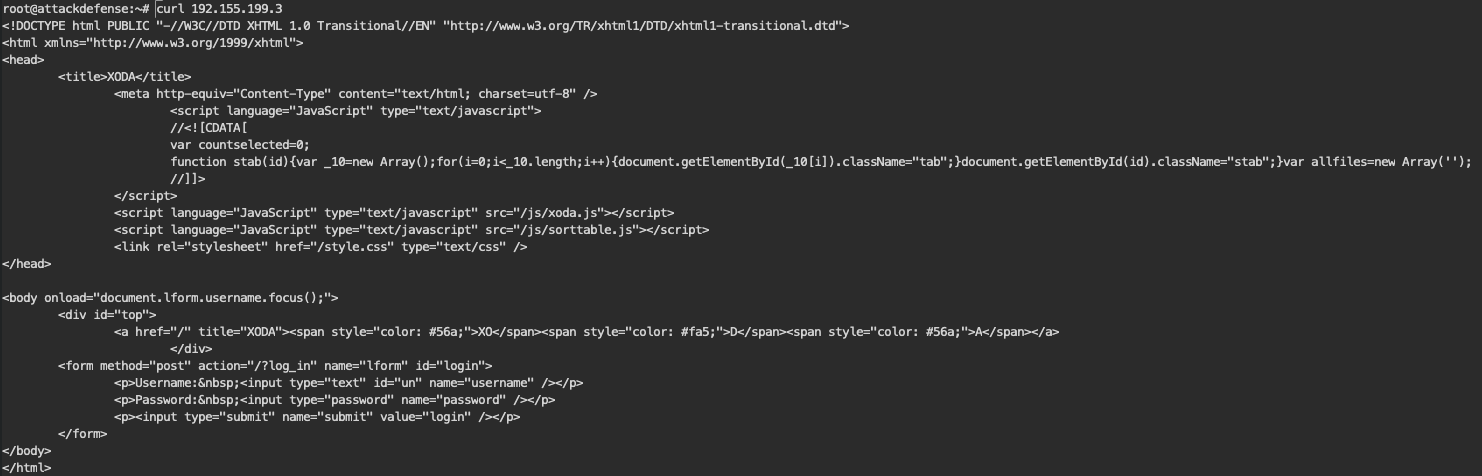 root@attackdefense:~# curl 192.155.199.3
<!DOCTYPE html PUBLIC "-//W3C//DTD XHTML 1.0 Transitional//EN" "http://www.w3.org/TR/xhtml1/DTD/xhtml1-transitional.dtd">
<html xmlns="http://www.w3.org/1999/xhtml">
<head>
        <title>XODA</title>
                <meta http-equiv="Content-Type" content="text/html; charset=utf-8" />
                        <script language="JavaScript" type="text/javascript">
                        //<![CDATA[
                        var countselected=0;
                        function stab(id){var _10=new Array();for(i=0;i<_10.length;i++){document.getElementById(_10[i]).className="tab";}document.getElementById(id).className="stab";}var allfiles=new Array('');
                        //]]>
                </script>
                <script language="JavaScript" type="text/javascript" src="/js/xoda.js"></script>
                <script language="JavaScript" type="text/javascript" src="/js/sorttable.js"></script>
                <link rel="stylesheet" href="/style.css" type="text/css" />
</head>

<body onload="document.lform.username.focus();">
        <div id="top">
                <a href="/" title="XODA"><span style="color: #56a;">XO</span><span style="color: #fa5;">D</span><span style="color: #56a;">A</span></a>
                        </div>
        <form method="post" action="/?log_in" name="lform" id="login">
                <p>Username:&nbsp;<input type="text" id="un" name="username" /></p>
                <p>Password:&nbsp;<input type="password" name="password" /></p>
                <p><input type="submit" name="submit" value="login" /></p>
        </form>
</body>
</html>